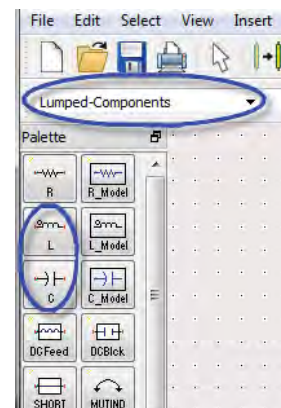 File Edit Select View Insert
Lumped-Components
Palette
R R_Model
L L_Model
C C_Model
DCFeed DCBlck
SHORT MUTIND